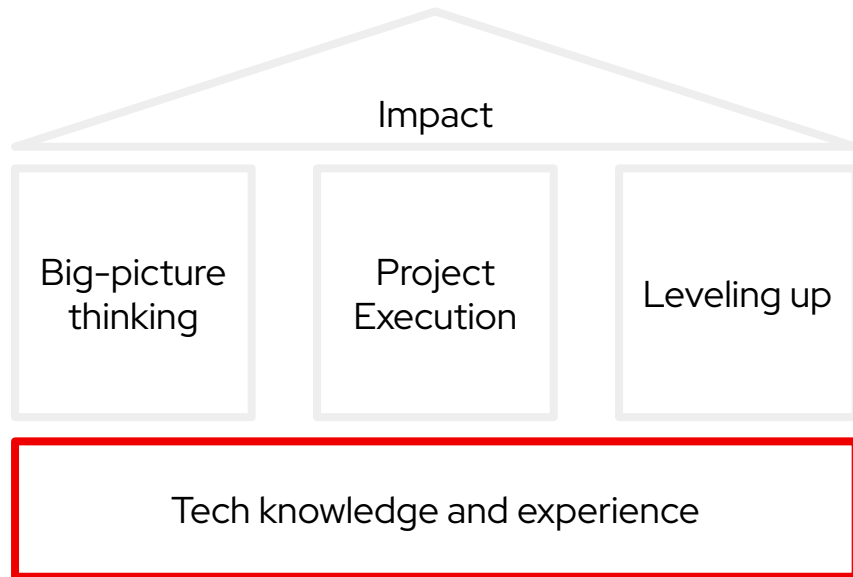 Impact
Big-picture
thinking
Project
Execution
Leveling up
Tech knowledge and experience